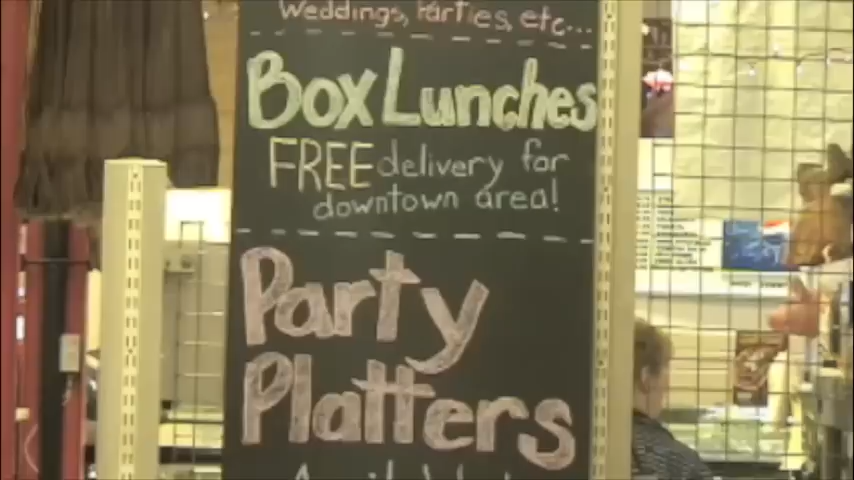 Weddings, Parties, etc...
Box Lunches
FREE delivery for
downtown area!
Party
Platters